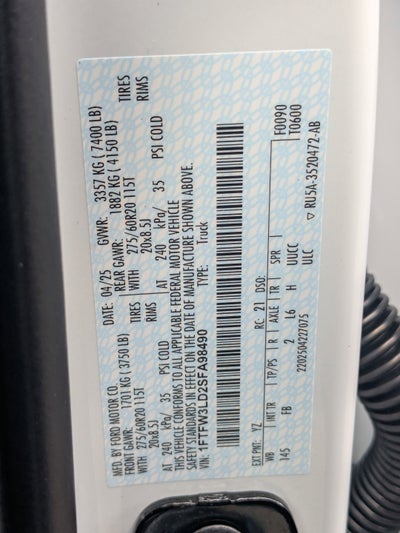 MFD. BY FORD MOTOR CO. DATE: 04/25 GVWR: 3357 KG ( 7400 LB)
FRONT GAWR: 1701 KG ( 3750 LB) REAR GAWR: 1882 KG ( 4150 LB)
WITH 275/60R20 115T TIRES WITH 275/60R20 115T TIRES
20x8.5J RIMS 20x8.5J RIMS
AT 240 kPa/ 35 PSI COLD AT 240 kPa/ 35 PSI COLD
THIS VEHICLE CONFORMS TO ALL APPLICABLE FEDERAL MOTOR VEHICLE
SAFETY STANDARDS IN EFFECT ON THE DATE OF MANUFACTURE SHOWN ABOVE.
VIN: 1FTFW3LD2SFA98490 TYPE: Truck
F0090
T0600
EXT PNT: YZ RC: 21 DSO:
WB INT TR TP/PS R AXLE TR SPR
145 FB 2 L6 H UUCC
ULC
2202504227075 ▽ RU5A-3520472-AB